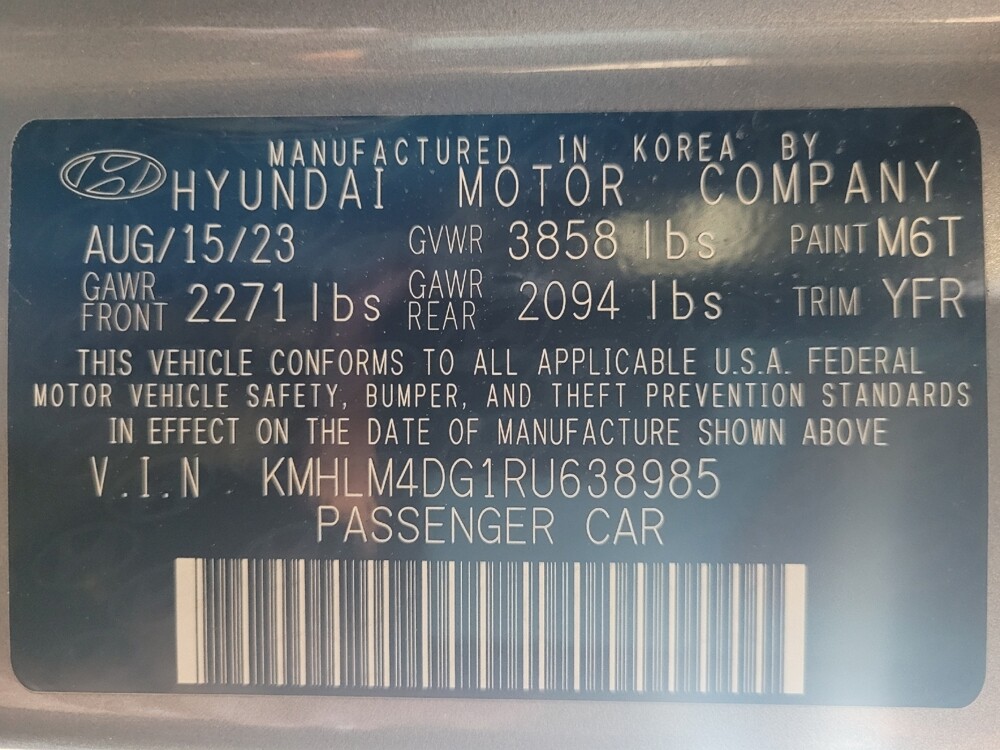 MANUFACTURED IN KOREA BY
HYUNDAI MOTOR COMPANY
AUG/15/23 GVWR 3858 lbs PAINT M6T
GAWR FRONT 2271 lbs GAWR REAR 2094 lbs TRIM YFR
THIS VEHICLE CONFORMS TO ALL APPLICABLE U.S.A. FEDERAL
MOTOR VEHICLE SAFETY, BUMPER, AND THEFT PREVENTION STANDARDS
IN EFFECT ON THE DATE OF MANUFACTURE SHOWN ABOVE
V.I.N KMHLM4DG1RU638985
PASSENGER CAR